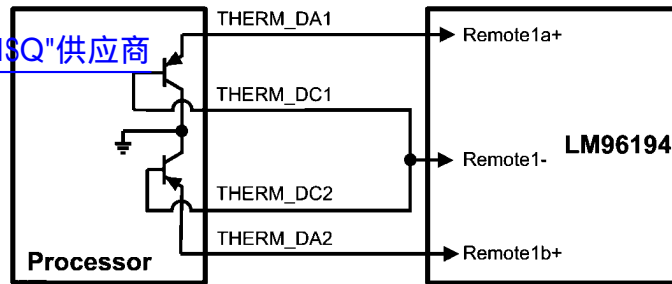 THERM_DA1
Remote1a+
ISQ"供应商
THERM_DC1
LM96194
Remote1-
THERM_DC2
THERM_DA2
Remote1b+
Processor